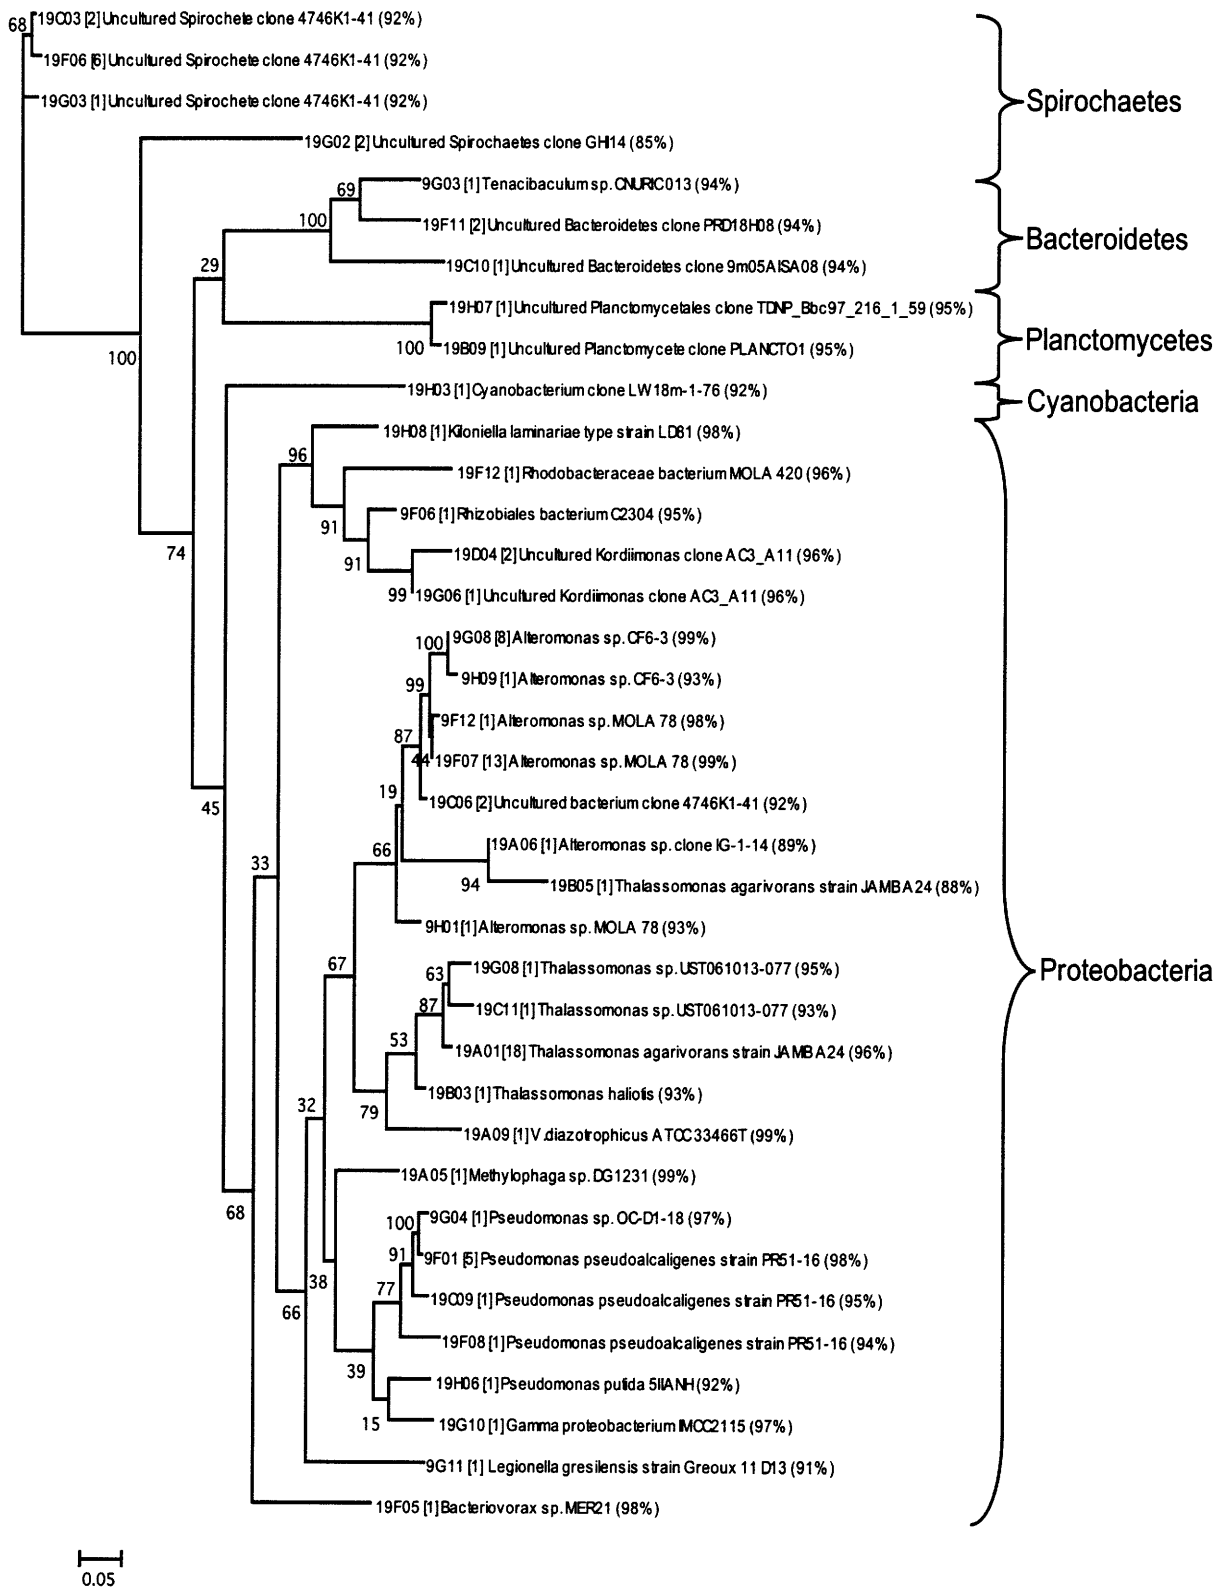 68
19C03 [2] Uncultured Spirochete clone 4746K1-41 (92%)
19F06 [6] Uncultured Spirochete clone 4746K1-41 (92%)
19G03 [1] Uncultured Spirochete clone 4746K1-41 (92%)
Spirochaetes
19G02 [2] Uncultured Spirochaetes clone GHI14 (85%)
9G03 [1] Tenacibaculum sp. CNURIC013 (94%)
69
19F11 [2] Uncultured Bacteroidetes clone PRD18H08 (94%)
100
Bacteroidetes
19C10 [1] Uncultured Bacteroidetes clone 9m05AISA08 (94%)
29
19H07 [1] Uncultured Planctomycetales clone TDNP_Bbc97_216_1_59 (95%)
Planctomycetes
100
19B09 [1] Uncultured Planctomycete clone PLANCTO1 (95%)
100
19H03 [1] Cyanobacterium clone LW18m-1-76 (92%)
Cyanobacteria
19H08 [1] Kiloniella laminariae type strain LD81 (98%)
96
19F12 [1] Rhodobacteraceae bacterium MOLA 420 (96%)
9F06 [1] Rhizobiales bacterium C2304 (95%)
91
19D04 [2] Uncultured Kordiimonas clone AC3_A11 (96%)
74
91
99
19G06 [1] Uncultured Kordiimonas clone AC3_A11 (96%)
9G08 [8] Alteromonas sp. CF6-3 (99%)
100
9H09 [1] Alteromonas sp. CF6-3 (93%)
99
9F12 [1] Alteromonas sp. MOLA 78 (98%)
87
44
19F07 [13] Alteromonas sp. MOLA 78 (99%)
19
19C06 [2] Uncultured bacterium clone 4746K1-41 (92%)
45
19A06 [1] Alteromonas sp. clone IG-1-14 (89%)
66
33
94
19B05 [1] Thalassomonas agarivorans strain JAMBA24 (88%)
9H01 [1] Alteromonas sp. MOLA 78 (93%)
67
19G08 [1] Thalassomonas sp. UST061013-077 (95%)
63
Proteobacteria
87
19C11 [1] Thalassomonas sp. UST061013-077 (93%)
53
19A01 [18] Thalassomonas agarivorans strain JAMBA24 (96%)
19B03 [1] Thalassomonas haliotis (93%)
32
79
19A09 [1] V.diazotrophicus ATCC33466T (99%)
19A05 [1] Methylophaga sp. DG1231 (99%)
68
9G04 [1] Pseudomonas sp. OC-D1-18 (97%)
100
91
9F01 [5] Pseudomonas pseudoalcaligenes strain PR51-16 (98%)
38
77
19C09 [1] Pseudomonas pseudoalcaligenes strain PR51-16 (95%)
66
19F08 [1] Pseudomonas pseudoalcaligenes strain PR51-16 (94%)
39
19H06 [1] Pseudomonas putida 5IIANH (92%)
15
19G10 [1] Gamma proteobacterium IMCC2115 (97%)
9G11 [1] Legionella gresilensis strain Greoux 11 D13 (91%)
19F05 [1] Bacteriovorax sp. MER21 (98%)
0.05